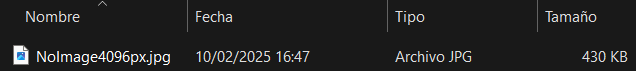 Nombre Fecha Tipo Tamaño
NoImage4096px.jpg 10/02/2025 16:47 Archivo JPG 430 KB